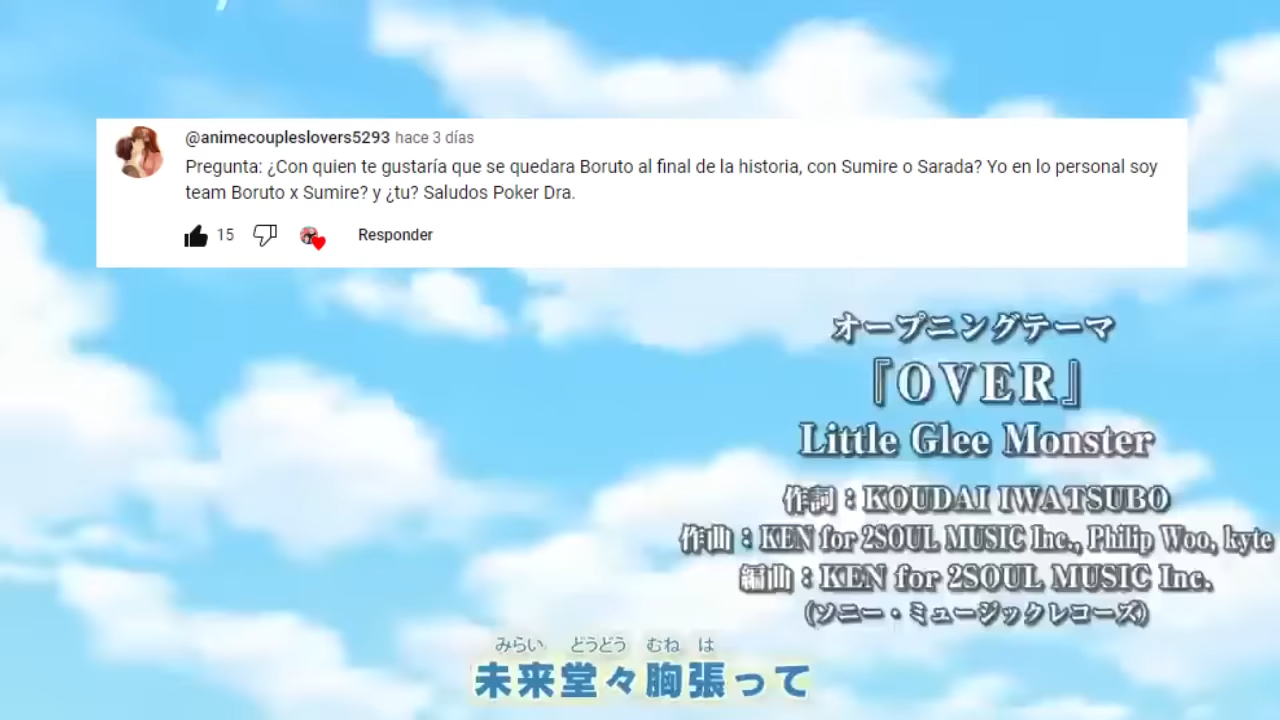 @animecoupleslovers5293 hace 3 días
Pregunta: ¿Con quien te gustaría que se quedara Boruto al final de la historia, con Sumire o Sarada? Yo en lo personal soy
team Boruto x Sumire? y ¿tu? Saludos Poker Dra.
15 Responder
オープニングテーマ
『OVER』
Little Glee Monster
作詞：KOUDAI IWATSUBO
作曲：KEN for 2SOUL MUSIC Inc., Philip Woo, kyte
編曲：KEN for 2SOUL MUSIC Inc.
(ソニー・ミュージックレコーズ)
みらい どうどう むね は
未来堂々胸張って